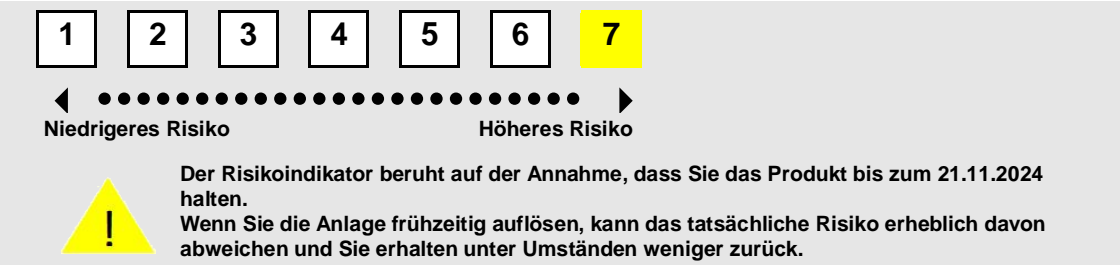 1 2 3 4 5 6 7
Niedrigeres Risiko Höheres Risiko
Der Risikoindikator beruht auf der Annahme, dass Sie das Produkt bis zum 21.11.2024
halten.
Wenn Sie die Anlage frühzeitig auflösen, kann das tatsächliche Risiko erheblich davon
abweichen und Sie erhalten unter Umständen weniger zurück.
!